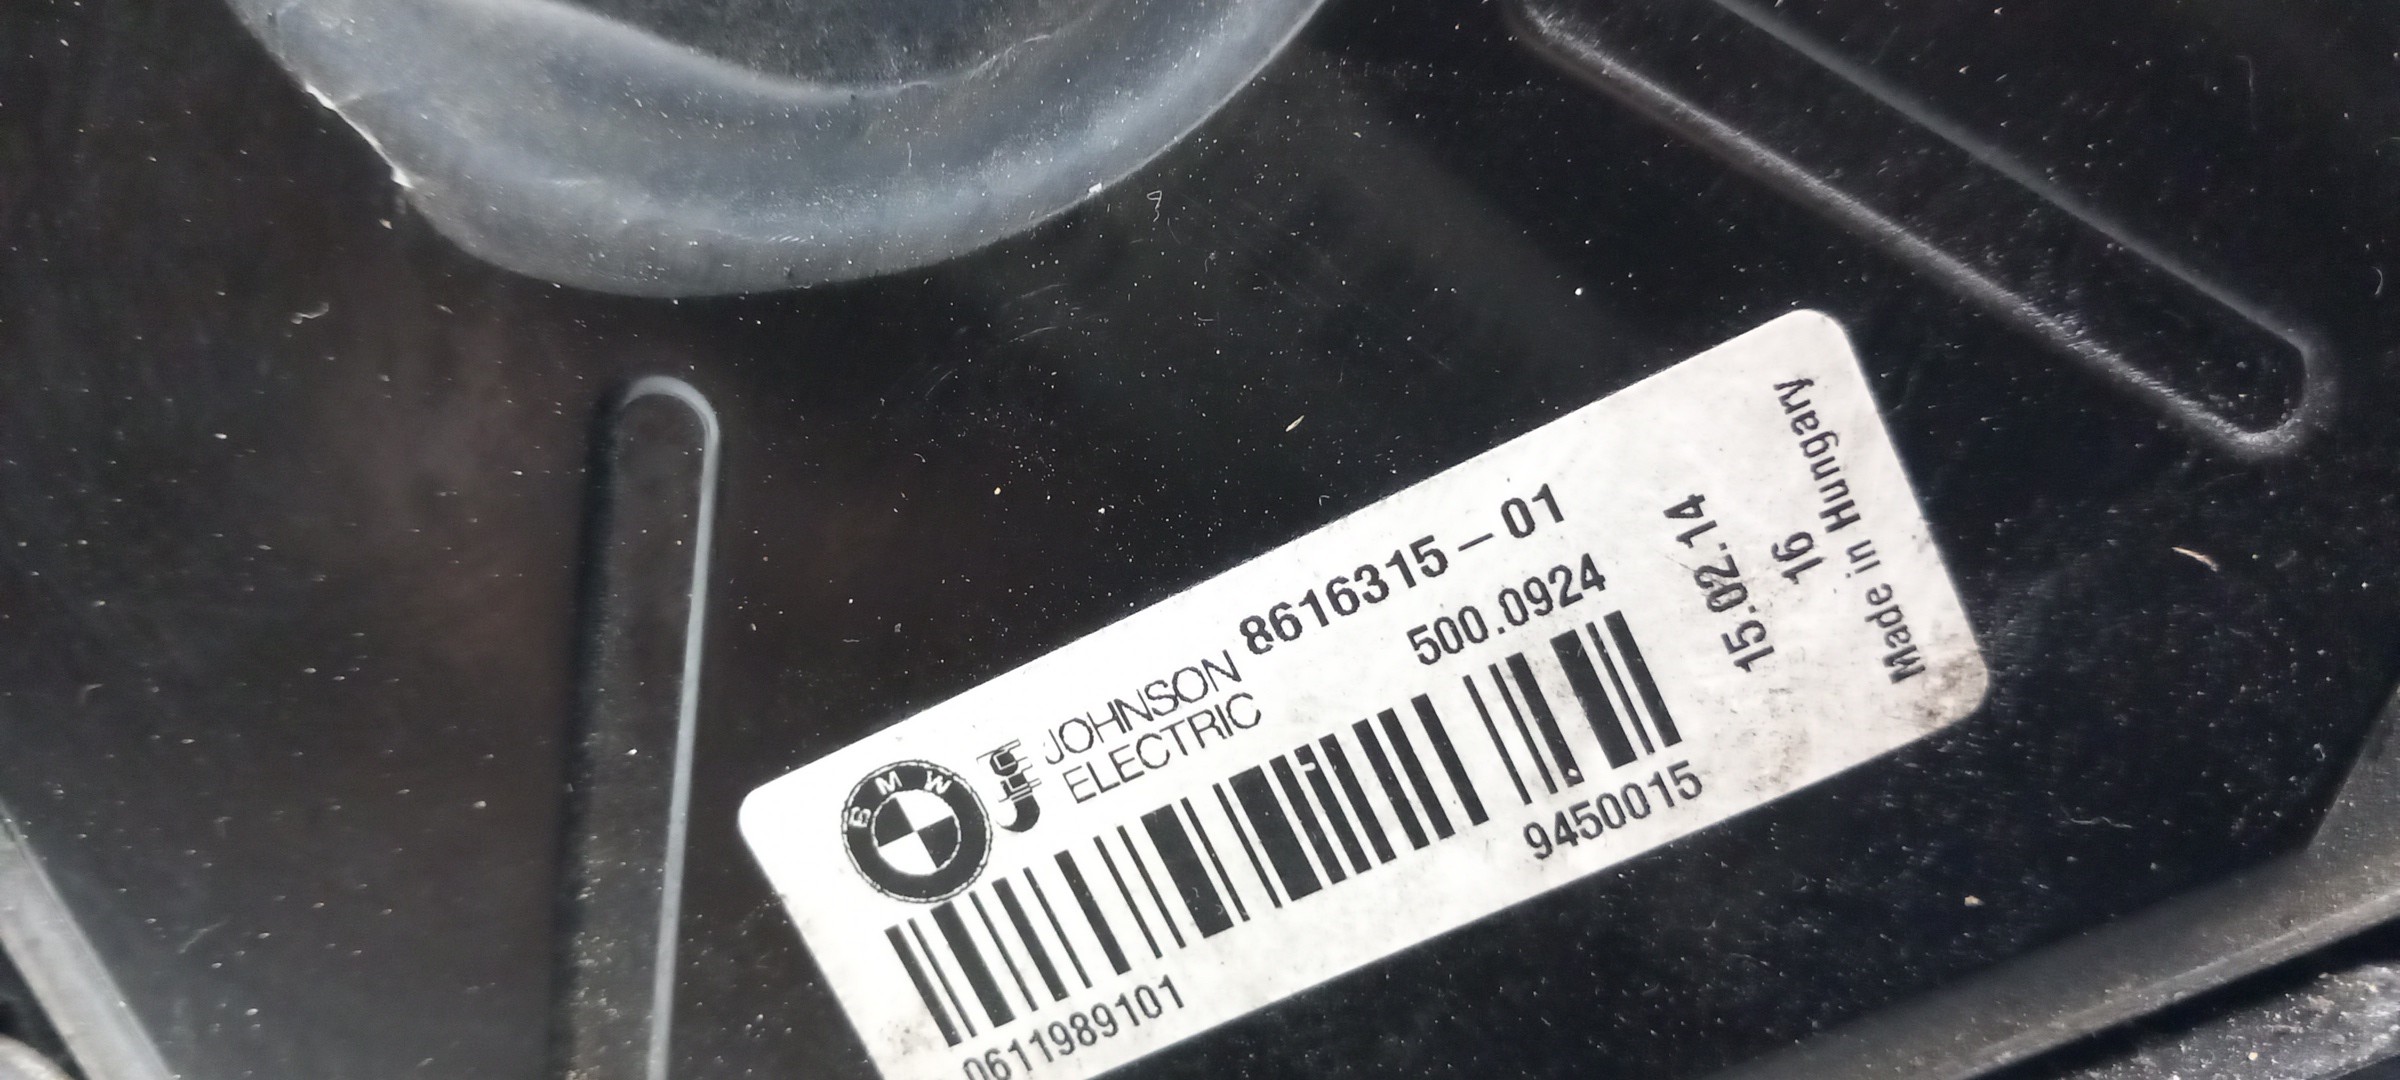 BMW
JOHNSON
ELECTRIC
8616315-01
500.0924
0611989101
9450015
15.02.14
16
Made in Hungary